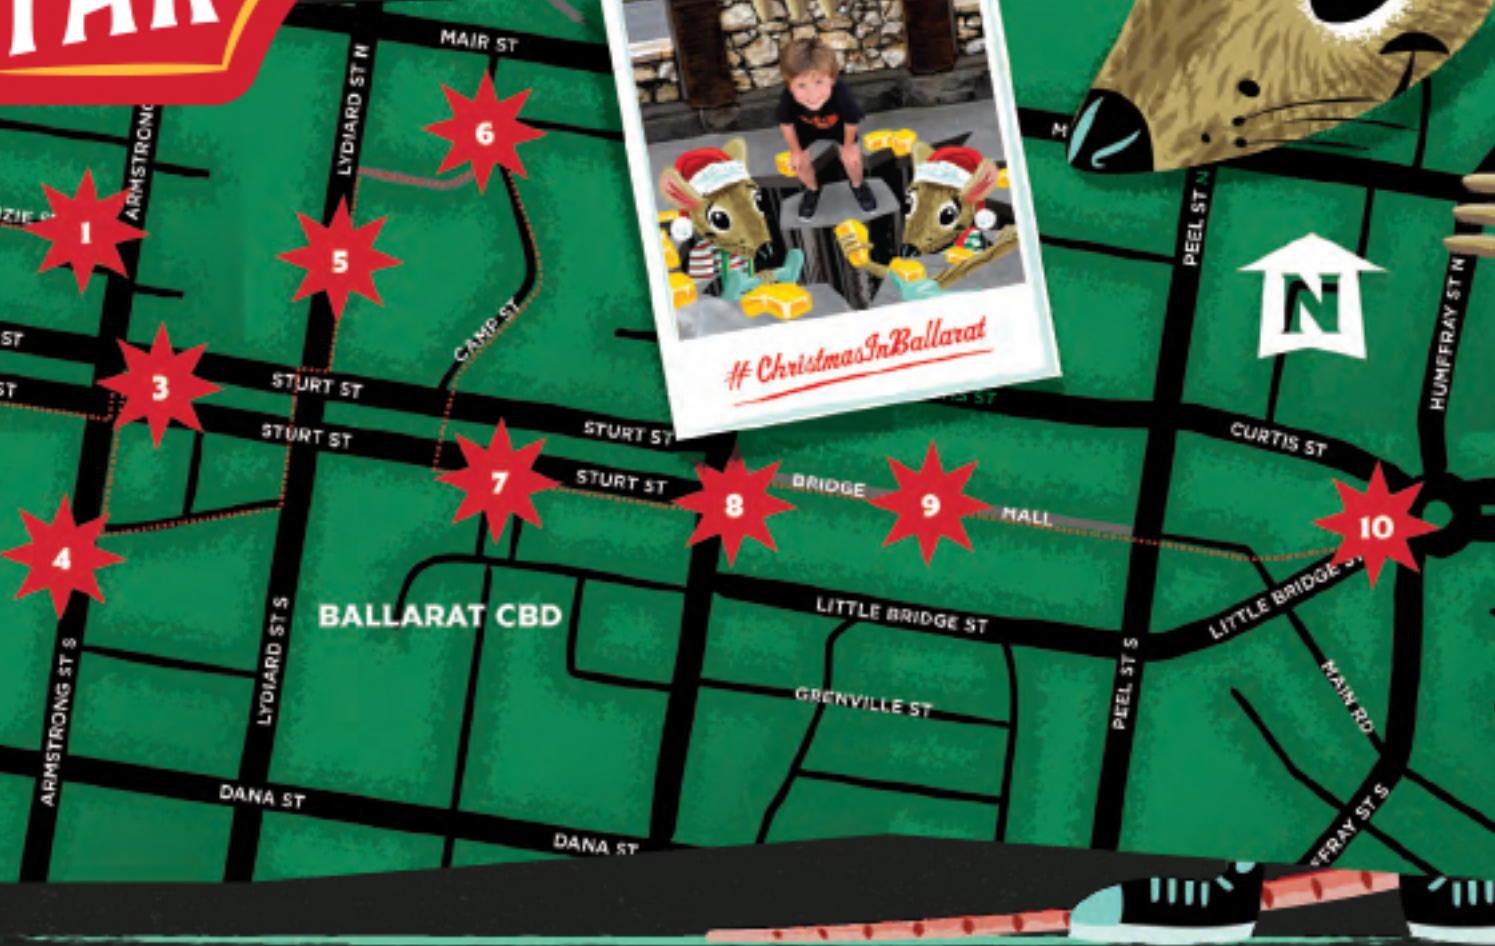 MAIR ST
LYDIARD ST N
ARMSTRONG
6
1
5
PEEL ST N
N
HUMFFRAY ST N
CAMP ST
#ChristmasInBallarat
ST
3
STURT ST
ST
STURT ST
STURT ST
CURTIS ST
7
STURT ST
8
BRIDGE
9
MALL
10
4
LITTLE BRIDGE ST
BALLARAT CBD
LITTLE BRIDGE ST
ARMSTRONG ST S
LYDIARD ST S
PEEL ST S
GRENVILLE ST
MAIN RD
DANA ST
DANA ST
FFRAY ST S